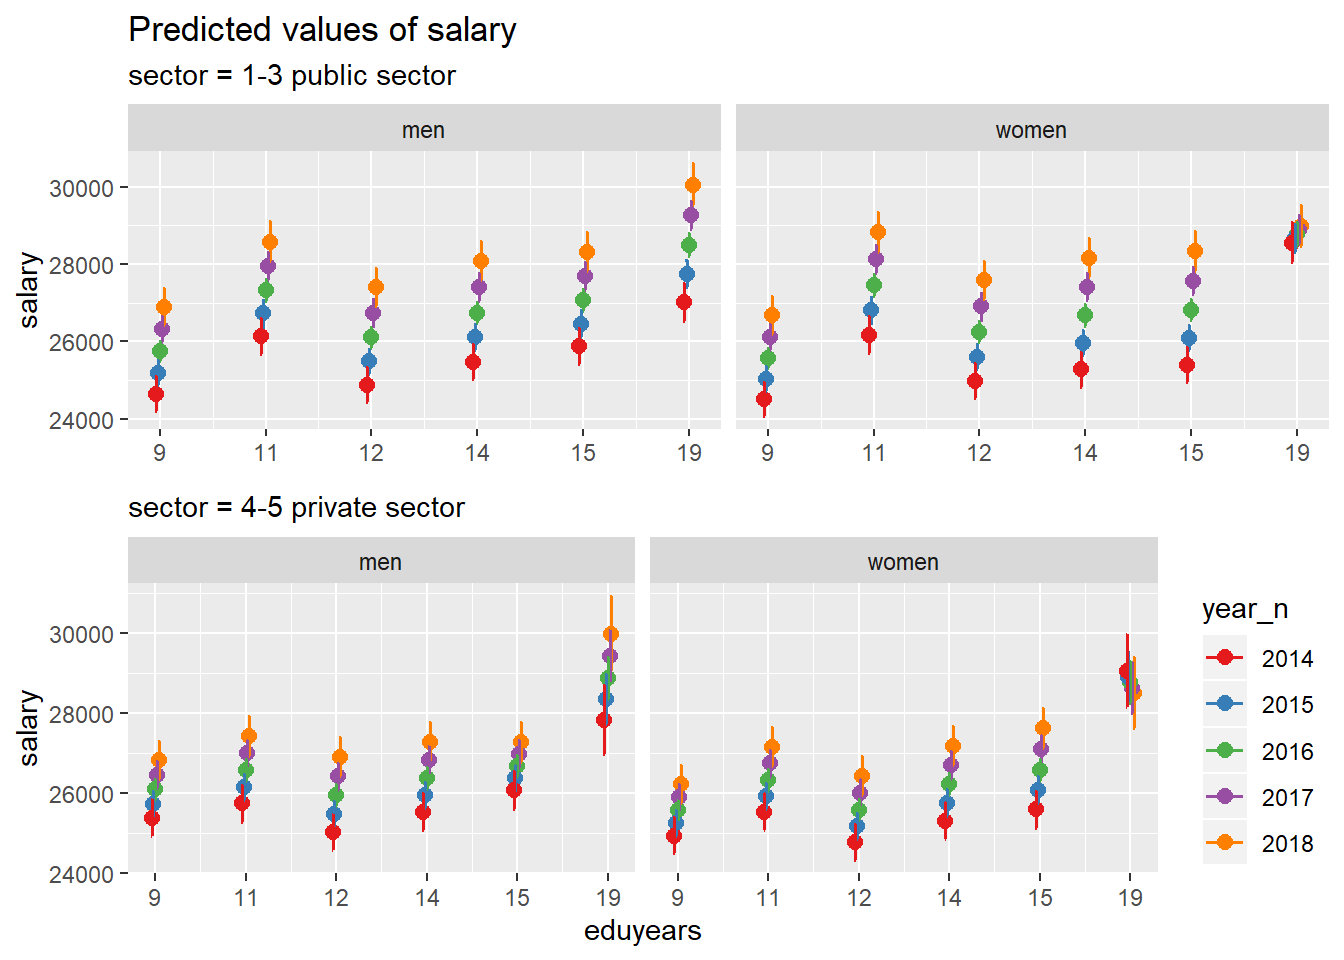 Predicted values of salary
sector = 1-3 public sector
men women
salary
30000
28000
26000
24000
9 11 12 14 15 19 9 11 12 14 15 19
sector = 4-5 private sector
men women
salary
30000
28000
26000
24000
9 11 12 14 15 19 9 11 12 14 15 19
eduyears
year_n
2014
2015
2016
2017
2018